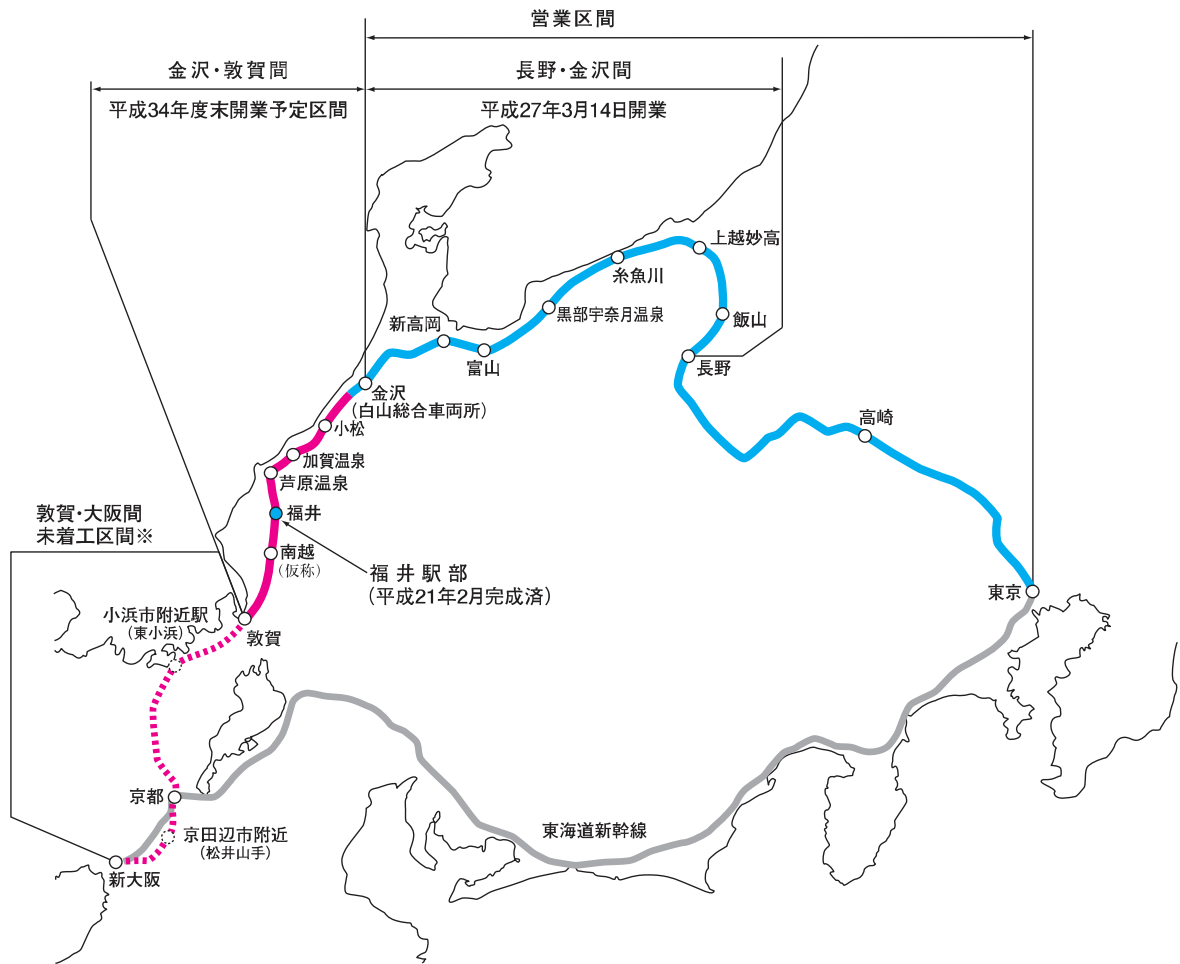 営業区間
金沢・敦賀間
長野・金沢間
平成34年度末開業予定区間
平成27年3月14日開業
上越妙高
糸魚川
黒部宇奈月温泉
飯山
新高岡
富山
長野
金沢
(白山総合車両所)
高崎
小松
加賀温泉
芦原温泉
敦賀・大阪間
未着工区間※
福井
南越
(仮称)
福井駅部
(平成21年2月完成済)
東京
小浜市附近駅
(東小浜)
敦賀
京都
京田辺市附近
(松井山手)
東海道新幹線
新大阪